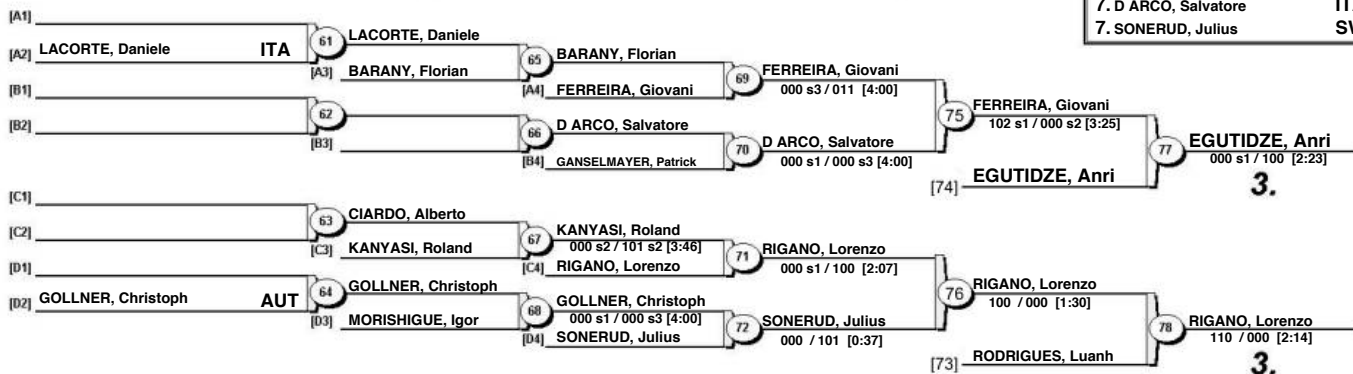 7. D ARCO, Salvatore
7. SONERUD, Julius
[A1]
[A2] LACORTE, Daniele ITA
61
LACORTE, Daniele
[A3] BARANY, Florian
65
BARANY, Florian
[A4] FERREIRA, Giovani
69
FERREIRA, Giovani
000 s3 / 011 [4:00]
[B1]
[B2]
62
[B3]
66
D ARCO, Salvatore
[B4] GANSELMAYER, Patrick
70
D ARCO, Salvatore
000 s1 / 000 s3 [4:00]
75
FERREIRA, Giovani
102 s1 / 000 s2 [3:25]
[74] EGUTIDZE, Anri
77
EGUTIDZE, Anri
000 s1 / 100 [2:23]
3.
[C1]
[C2]
63
CIARDO, Alberto
[C3] KANYASI, Roland
67
KANYASI, Roland
000 s2 / 101 s2 [3:46]
[C4] RIGANO, Lorenzo
71
RIGANO, Lorenzo
000 s1 / 100 [2:07]
[D1]
[D2] GOLLNER, Christoph AUT
64
GOLLNER, Christoph
[D3] MORISHIGUE, Igor
68
GOLLNER, Christoph
000 s1 / 000 s3 [4:00]
[D4] SONERUD, Julius
72
SONERUD, Julius
000 / 101 [0:37]
76
RIGANO, Lorenzo
100 / 000 [1:30]
[73] RODRIGUES, Luanh
78
RIGANO, Lorenzo
110 / 000 [2:14]
3.